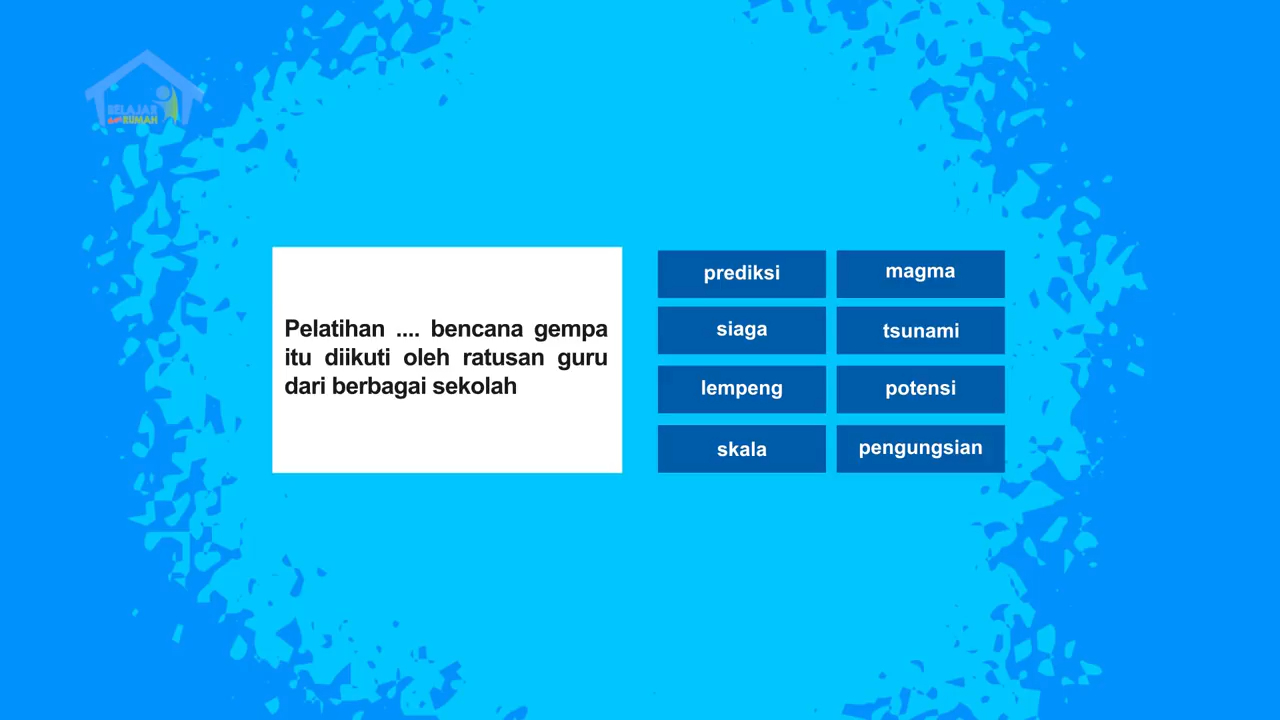 BELAJAR
dari RUMAH
Pelatihan .... bencana gempa
itu diikuti oleh ratusan guru
dari berbagai sekolah
prediksi
magma
siaga
tsunami
lempeng
potensi
skala
pengungsian